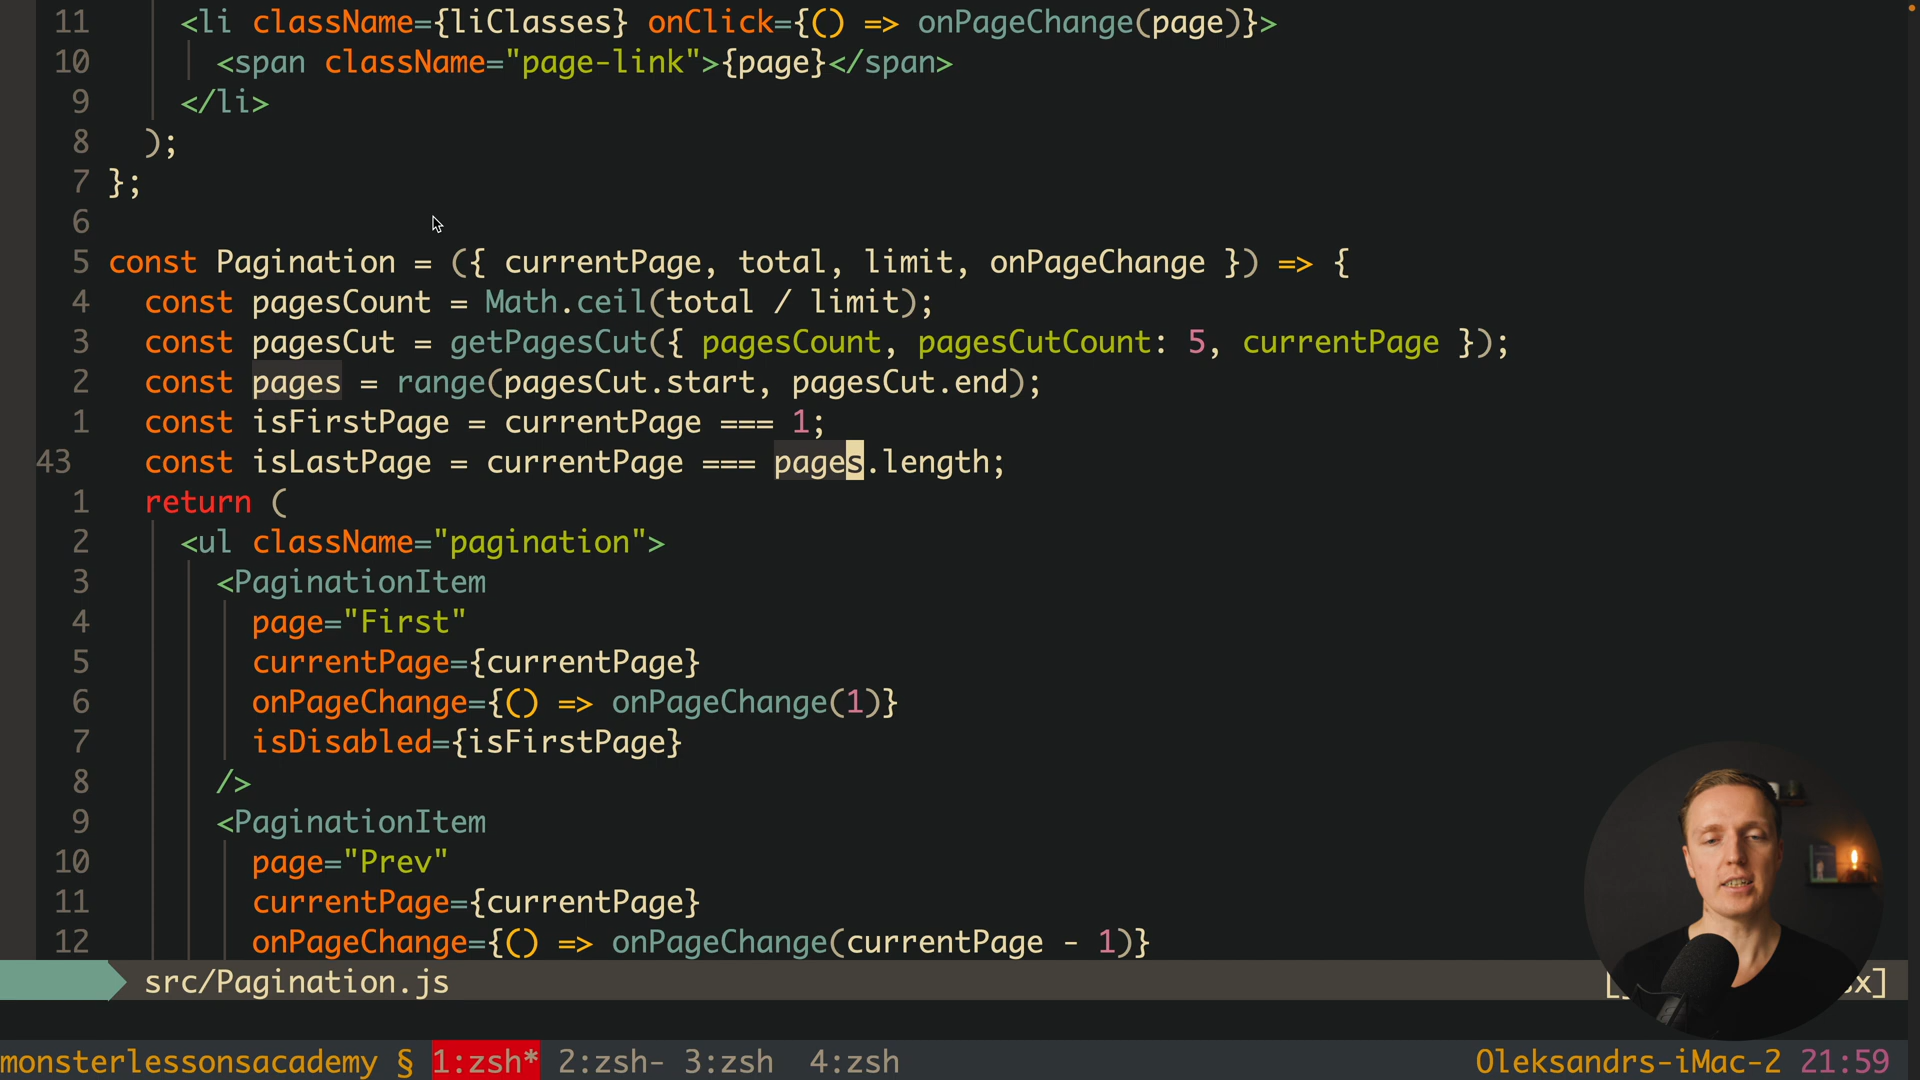 11 <li className={liClasses} onClick={() => onPageChange(page)}>
10 <span className="page-link">{page}</span>
9 </li>
8 );
7 };
6
5 const Pagination = ({ currentPage, total, limit, onPageChange }) => {
4 const pagesCount = Math.ceil(total / limit);
3 const pagesCut = getPagesCut({ pagesCount, pagesCutCount: 5, currentPage });
2 const pages = range(pagesCut.start, pagesCut.end);
1 const isFirstPage = currentPage === 1;
43 const isLastPage = currentPage === pages.length;
1 return (
2 <ul className="pagination">
3 <PaginationItem
4 page="First"
5 currentPage={currentPage}
6 onPageChange={() => onPageChange(1)}
7 isDisabled={isFirstPage}
8 />
9 <PaginationItem
10 page="Prev"
11 currentPage={currentPage}
12 onPageChange={() => onPageChange(currentPage - 1)}
src/Pagination.js
monsterlessonsacademy § 1:zsh* 2:zsh- 3:zsh 4:zsh Oleksandrs-iMac-2 21:59